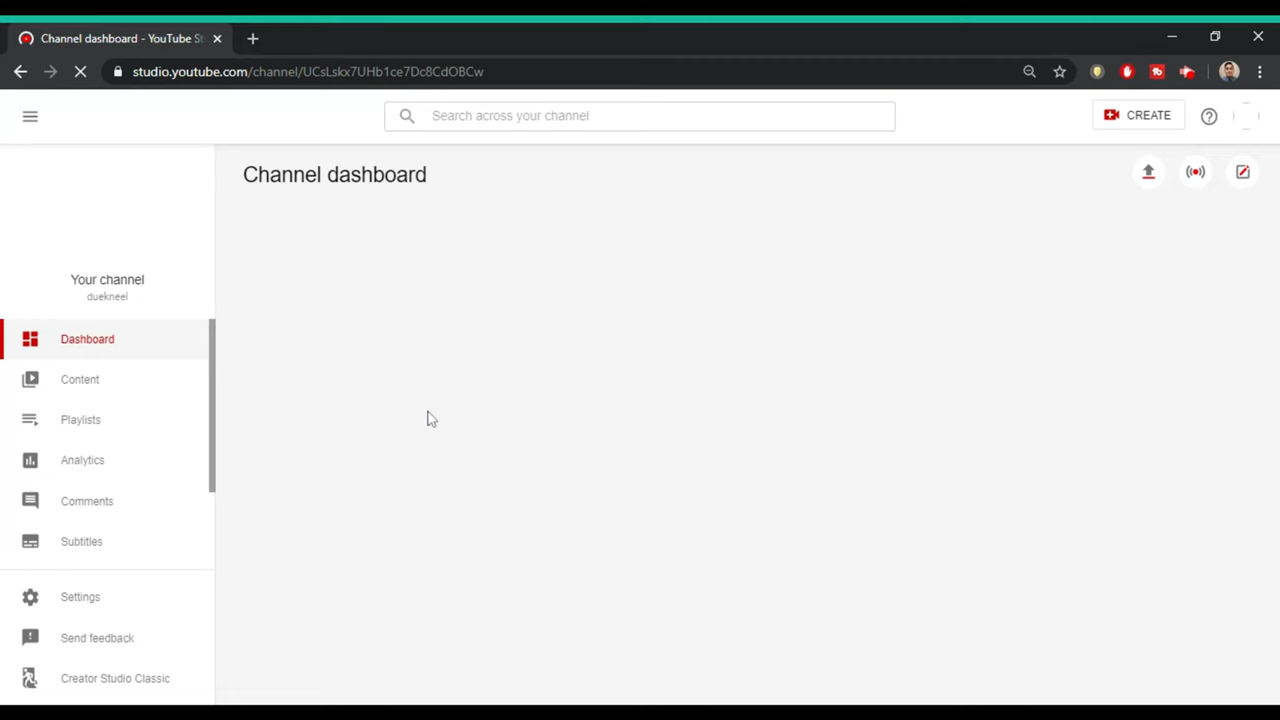 Channel dashboard - YouTube St
studio.youtube.com/channel/UCsLskx7UHb1ce7Dc8CdOBCw
Search across your channel
CREATE
Channel dashboard
Your channel
duekneel
Dashboard
Content
Playlists
Analytics
Comments
Subtitles
Settings
Send feedback
Creator Studio Classic